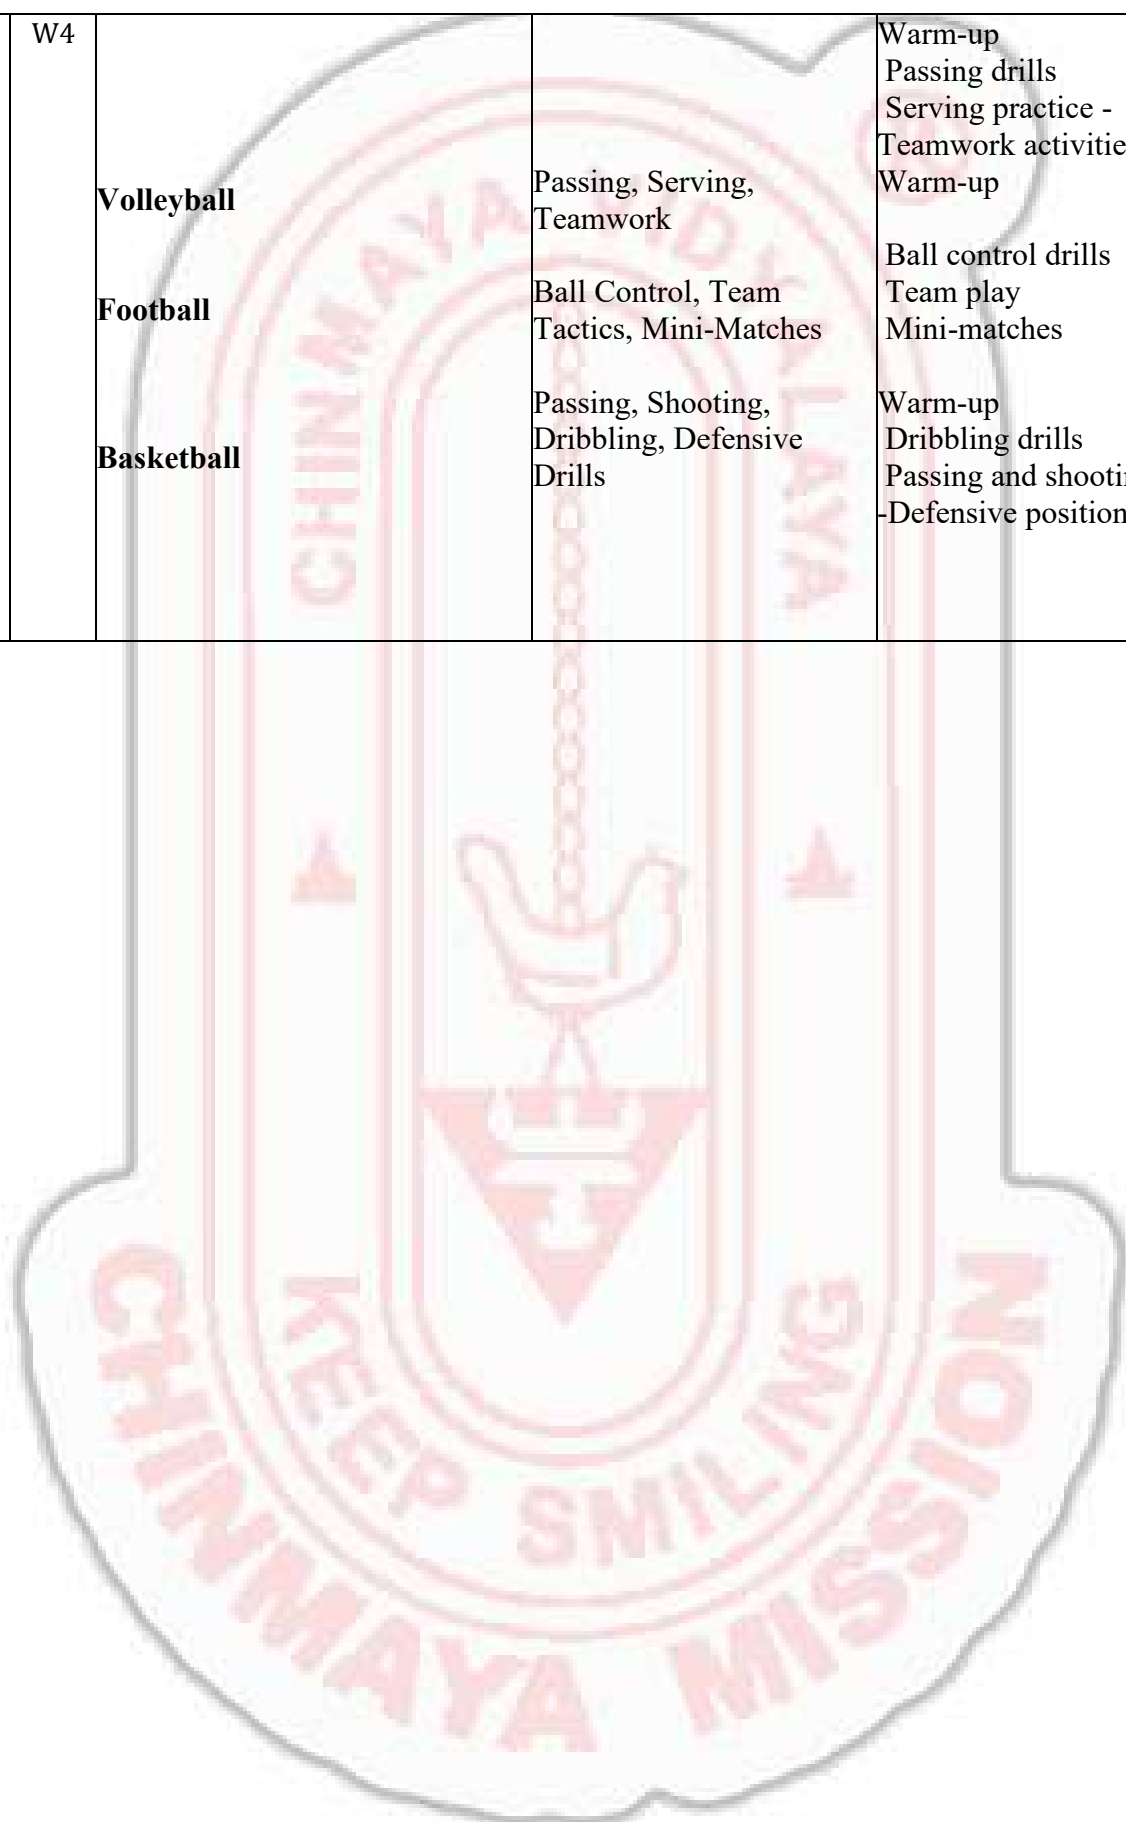 W4
Volleyball
Football
Basketball
Passing, Serving,
Teamwork
Ball Control, Team
Tactics, Mini-Matches
Passing, Shooting,
Dribbling, Defensive
Drills
Warm-up
Passing drills
Serving practice -
Teamwork activitie
Warm-up
Ball control drills
Team play
Mini-matches
Warm-up
Dribbling drills
Passing and shooti
-Defensive position
CHINMAYA VIDYALAYA
KEEP SMILING
CHINMAYA MISSION